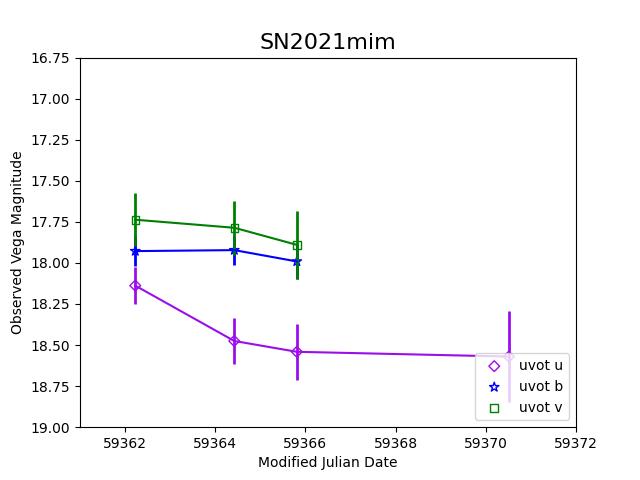 SN2021mim
16.75
17.00
17.25
17.50
17.75
18.00
18.25
18.50
18.75
19.00
Observed Vega Magnitude
uvot u
uvot b
uvot v
59362 59364 59366 59368 59370 59372
Modified Julian Date